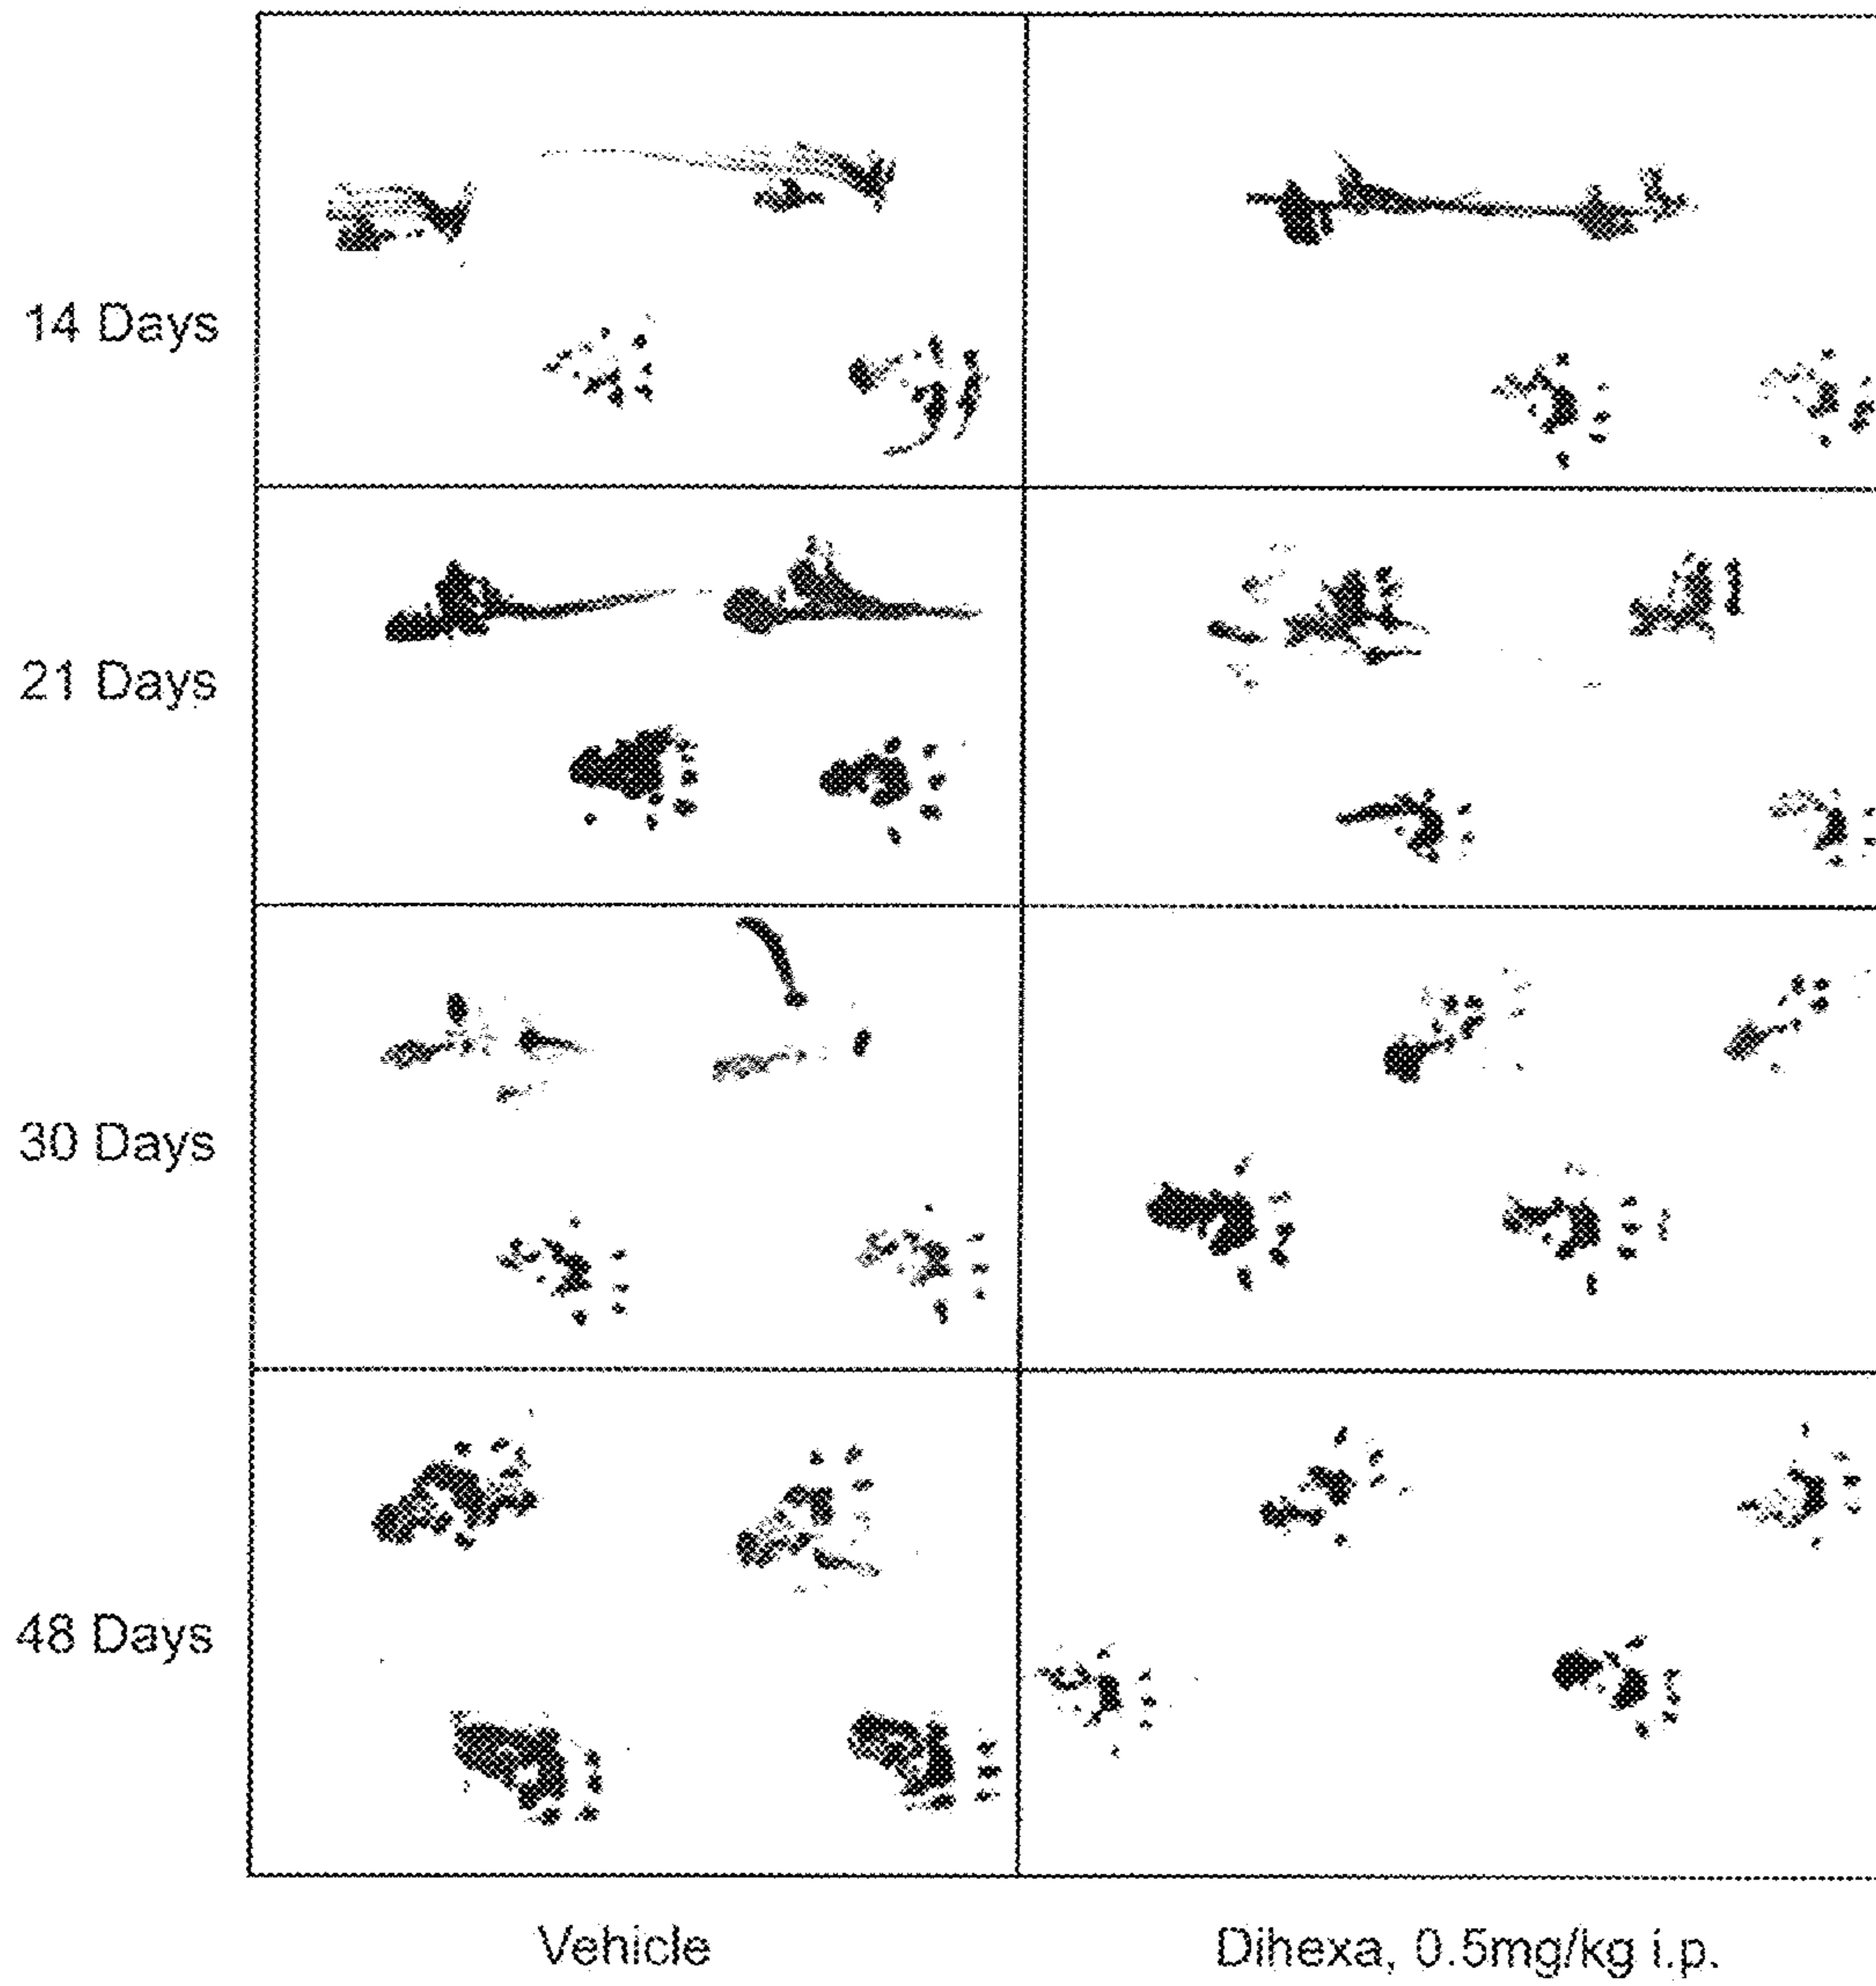 14 Days
21 Days
30 Days
48 Days
Vehicle
Dihexa, 0.5mg/kg i.p.